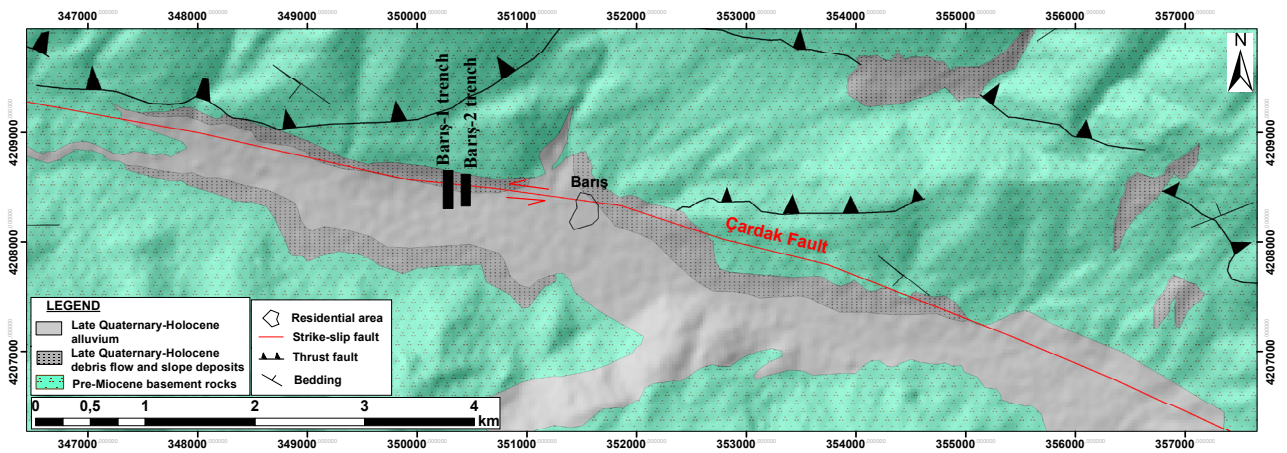 347000 348000 349000 350000 351000 352000 353000 354000 355000 356000 357000
N
4209000
4208000
4207000
4209000
4208000
4207000
Barış-1 trench
Barış-2 trench
Barış
Çardak Fault
LEGEND
Late Quaternary-Holocene
alluvium
Late Quaternary-Holocene
debris flow and slope deposits
Pre-Miocene basement rocks
Residential area
Strike-slip fault
Thrust fault
Bedding
0 0,5 1 2 3 4
km
347000 348000 349000 350000 351000 352000 353000 354000 355000 356000 357000